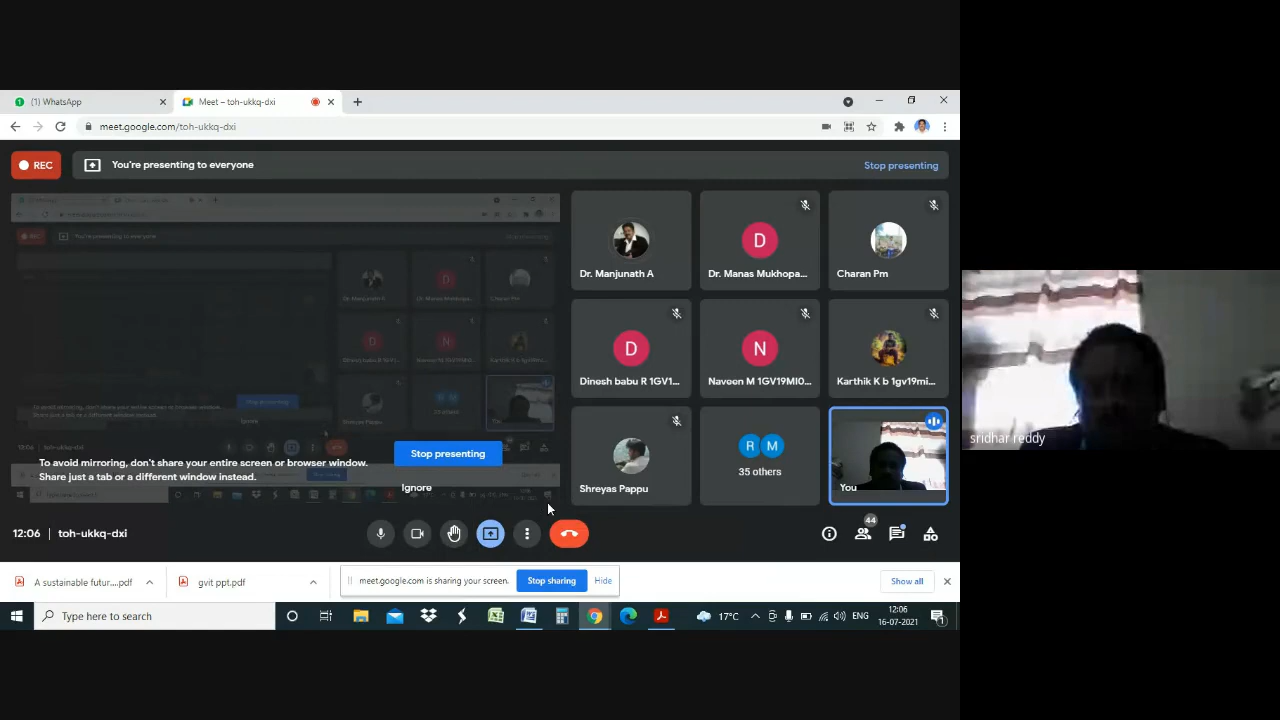 (1) WhatsApp
Meet – toh-ukkq-dxi
meet.google.com/toh-ukkq-dxi
REC
You're presenting to everyone
Stop presenting
Dr. Manjunath A
Dr. Manas Mukhopa...
Charan Pm
D
D
N
Dinesh babu R 1GV1...
Naveen M 1GV19MI0...
Karthik K b 1gv19mi...
sridhar reddy
To avoid mirroring, don't share your entire screen or browser window.
Share just a tab or a different window instead.
Stop presenting
Ignore
R M
35 others
Shreyas Pappu
You
12:06 | toh-ukkq-dxi
44
A sustainable futur....pdf
gvit ppt.pdf
meet.google.com is sharing your screen.
Stop sharing
Hide
Show all
Type here to search
17°C
ENG
12:06
16-07-2021
1